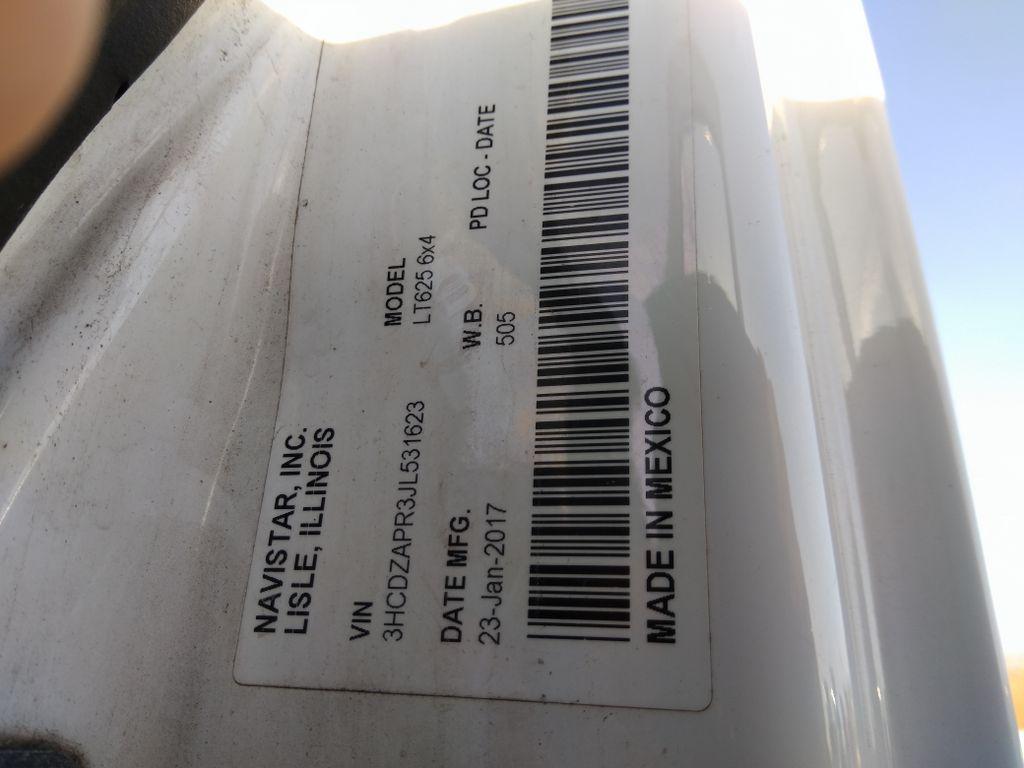 NAVISTAR, INC.
LISLE, ILLINOIS
VIN
3HCDZAPR3JL531623
MODEL
LT625 6x4
DATE MFG.
23-Jan-2017
W.B.
505
PD LOC - DATE
MADE IN MEXICO